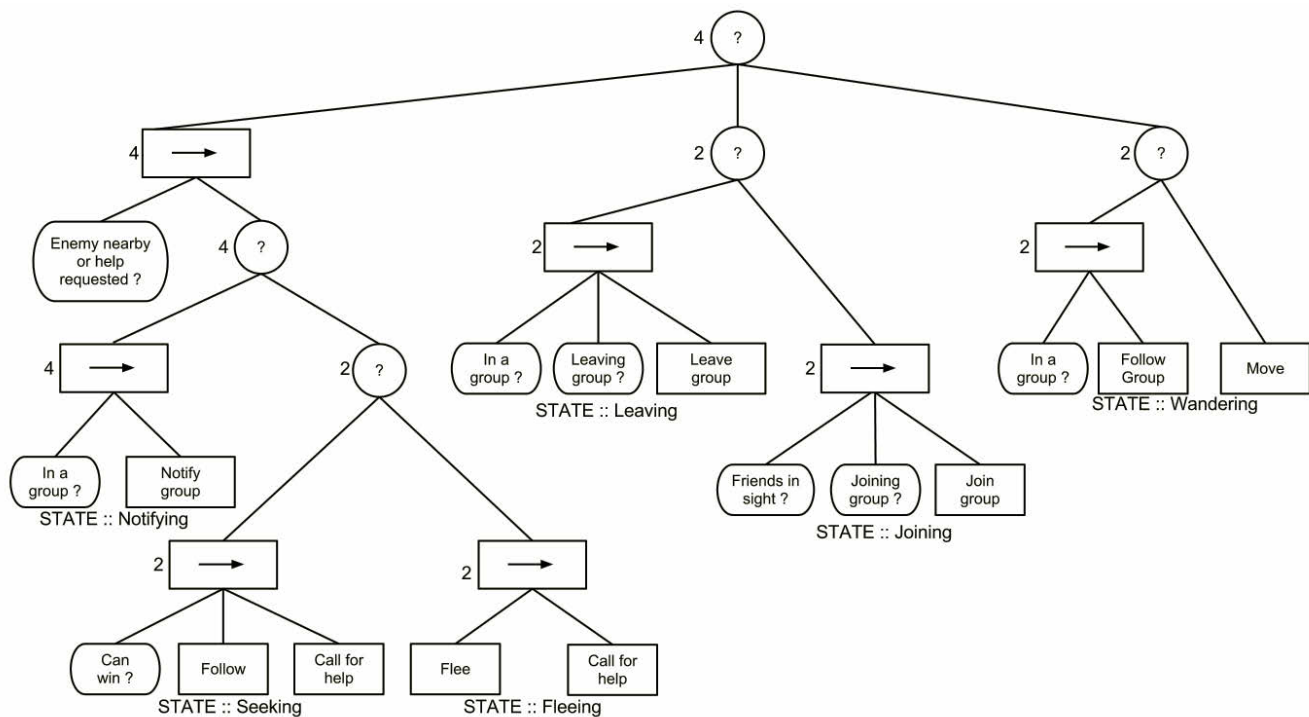 4 ?
4
2 ?
2 ?
Enemy nearby
or help
requested ?
4 ?
2
2
4
2 ?
In a
group ?
Leaving
group ?
Leave
group
STATE :: Leaving
2
In a
group ?
Follow
Group
Move
STATE :: Wandering
In a
group ?
Notify
group
STATE :: Notifying
Friends in
sight ?
Joining
group ?
Join
group
STATE :: Joining
2
2
Can
win ?
Follow
Call for
help
STATE :: Seeking
Flee
Call for
help
STATE :: Fleeing